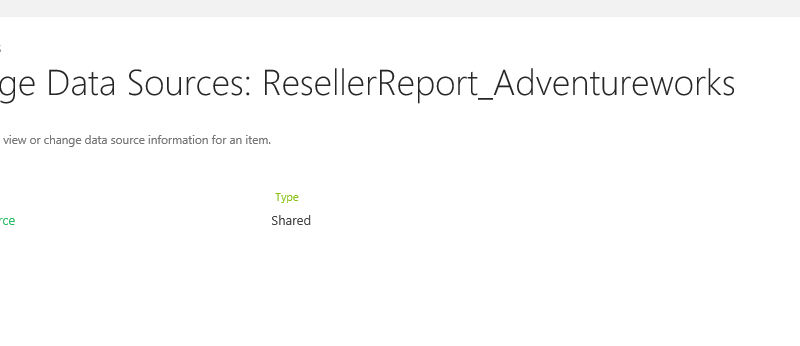 ge Data Sources: ResellerReport_Adventureworks
view or change data source information for an item.
Type
rce Shared